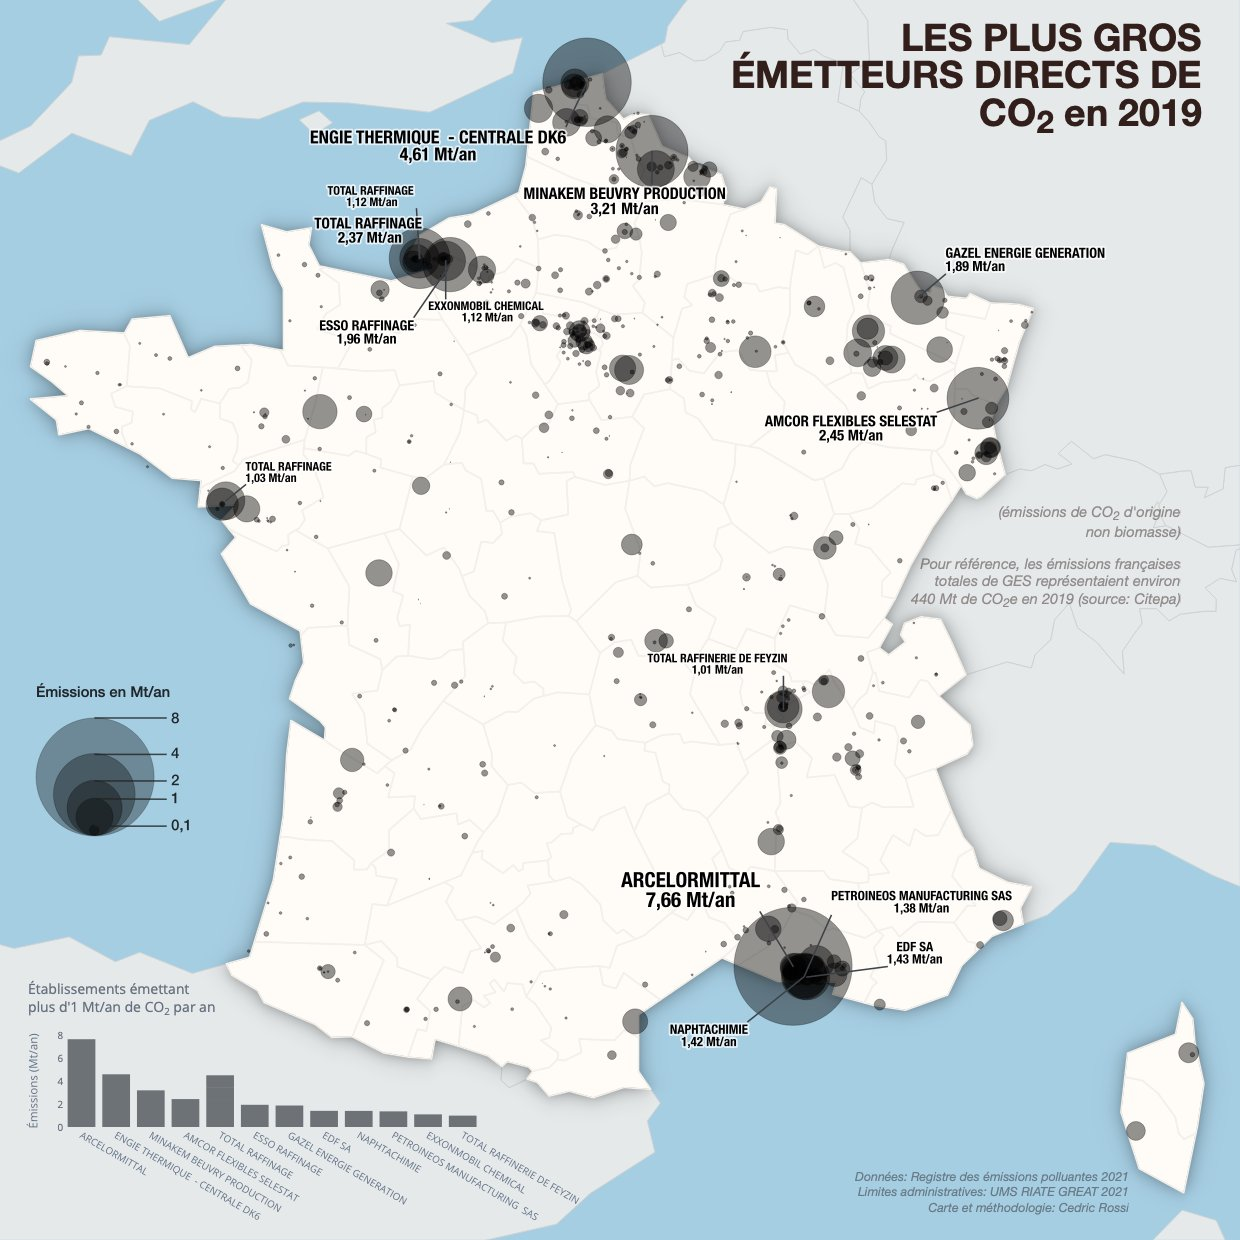 LES PLUS GROS
ÉMETTEURS DIRECTS DE
CO₂ en 2019
ENGIE THERMIQUE - CENTRALE DK6
4,61 Mt/an
MINAKEM BEUVRY PRODUCTION
3,21 Mt/an
TOTAL RAFFINAGE
1,12 Mt/an
TOTAL RAFFINAGE
2,37 Mt/an
EXXONMOBIL CHEMICAL
1,12 Mt/an
ESSO RAFFINAGE
1,96 Mt/an
GAZEL ENERGIE GENERATION
1,89 Mt/an
AMCOR FLEXIBLES SELESTAT
2,45 Mt/an
TOTAL RAFFINAGE
1,03 Mt/an
(émissions de CO₂ d'origine
non biomasse)
Pour référence, les émissions françaises
totales de GES représentaient environ
440 Mt de CO₂e en 2019 (source: Citepa)
TOTAL RAFFINERIE DE FEYZIN
1,01 Mt/an
Émissions en Mt/an
8
4
2
1
0,1
ARCELORMITTAL
7,66 Mt/an
PETROINEOS MANUFACTURING SAS
1,38 Mt/an
EDF SA
1,43 Mt/an
NAPHTACHIMIE
1,42 Mt/an
Établissements émettant
plus d'1 Mt/an de CO₂ par an
Émissions (Mt/an)
8
6
4
2
0
ARCELORMITTAL
ENGIE THERMIQUE - CENTRALE DK6
MINAKEM BEUVRY PRODUCTION
AMCOR FLEXIBLES SELESTAT
TOTAL RAFFINAGE
ESSO RAFFINAGE
GAZEL ENERGIE GENERATION
EDF SA
NAPHTACHIMIE
PETROINEOS MANUFACTURING SAS
EXXONMOBIL CHEMICAL
TOTAL RAFFINERIE DE FEYZIN
Données: Registre des émissions polluantes 2021
Limites administratives: UMS RIATE GREAT 2021
Carte et méthodologie: Cedric Rossi